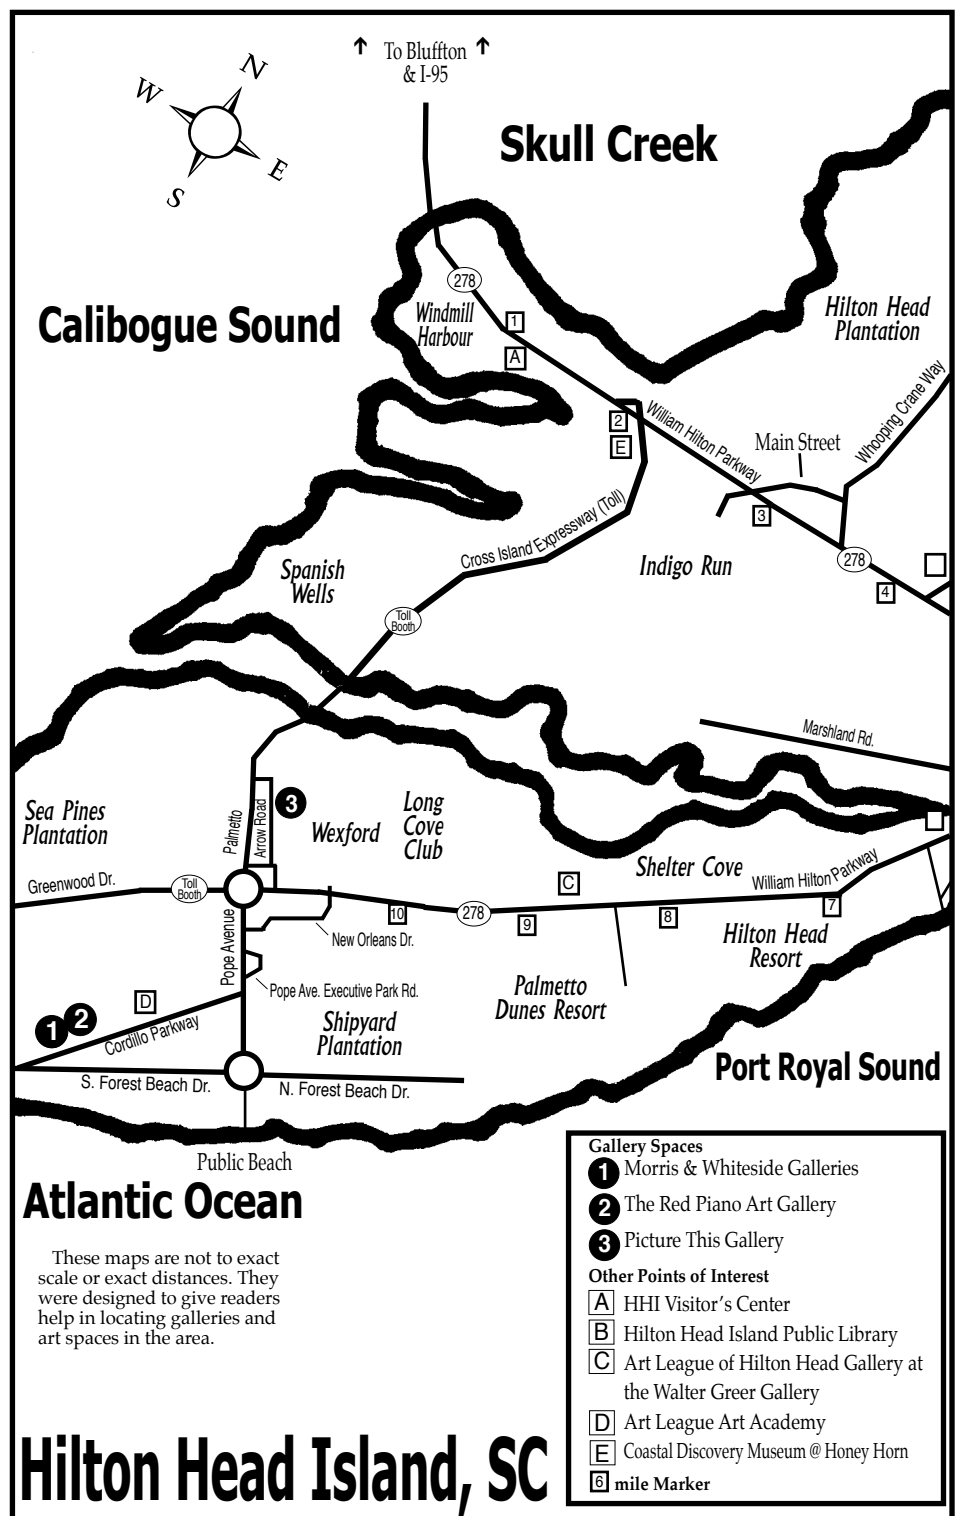 To Bluffton
& I-95
N
W
E
S
Skull Creek
Calibogue Sound
278
Windmill
Harbour
1
A
Hilton Head
Plantation
2
E
William Hilton Parkway
Main Street
Whooping Crane Way
3
Cross Island Expressway (Toll)
Indigo Run
278
4
Spanish
Wells
Toll
Booth
Marshland Rd.
Sea Pines
Plantation
Palmetto
Arrow Road
3
Wexford
Long
Cove
Club
Shelter Cove
C
William Hilton Parkway
Greenwood Dr.
Toll
Booth
10
278
9
8
7
New Orleans Dr.
Pope Avenue
Hilton Head
Resort
Pope Ave. Executive Park Rd.
Palmetto
Dunes Resort
D
1
2
Cordillo Parkway
Shipyard
Plantation
Port Royal Sound
S. Forest Beach Dr.
N. Forest Beach Dr.
Public Beach
Atlantic Ocean
These maps are not to exact
scale or exact distances. They
were designed to give readers
help in locating galleries and
art spaces in the area.
Gallery Spaces
1 Morris & Whiteside Galleries
2 The Red Piano Art Gallery
3 Picture This Gallery
Other Points of Interest
A HHI Visitor's Center
B Hilton Head Island Public Library
C Art League of Hilton Head Gallery at
the Walter Greer Gallery
D Art League Art Academy
E Coastal Discovery Museum @ Honey Horn
6 mile Marker
Hilton Head Island, SC